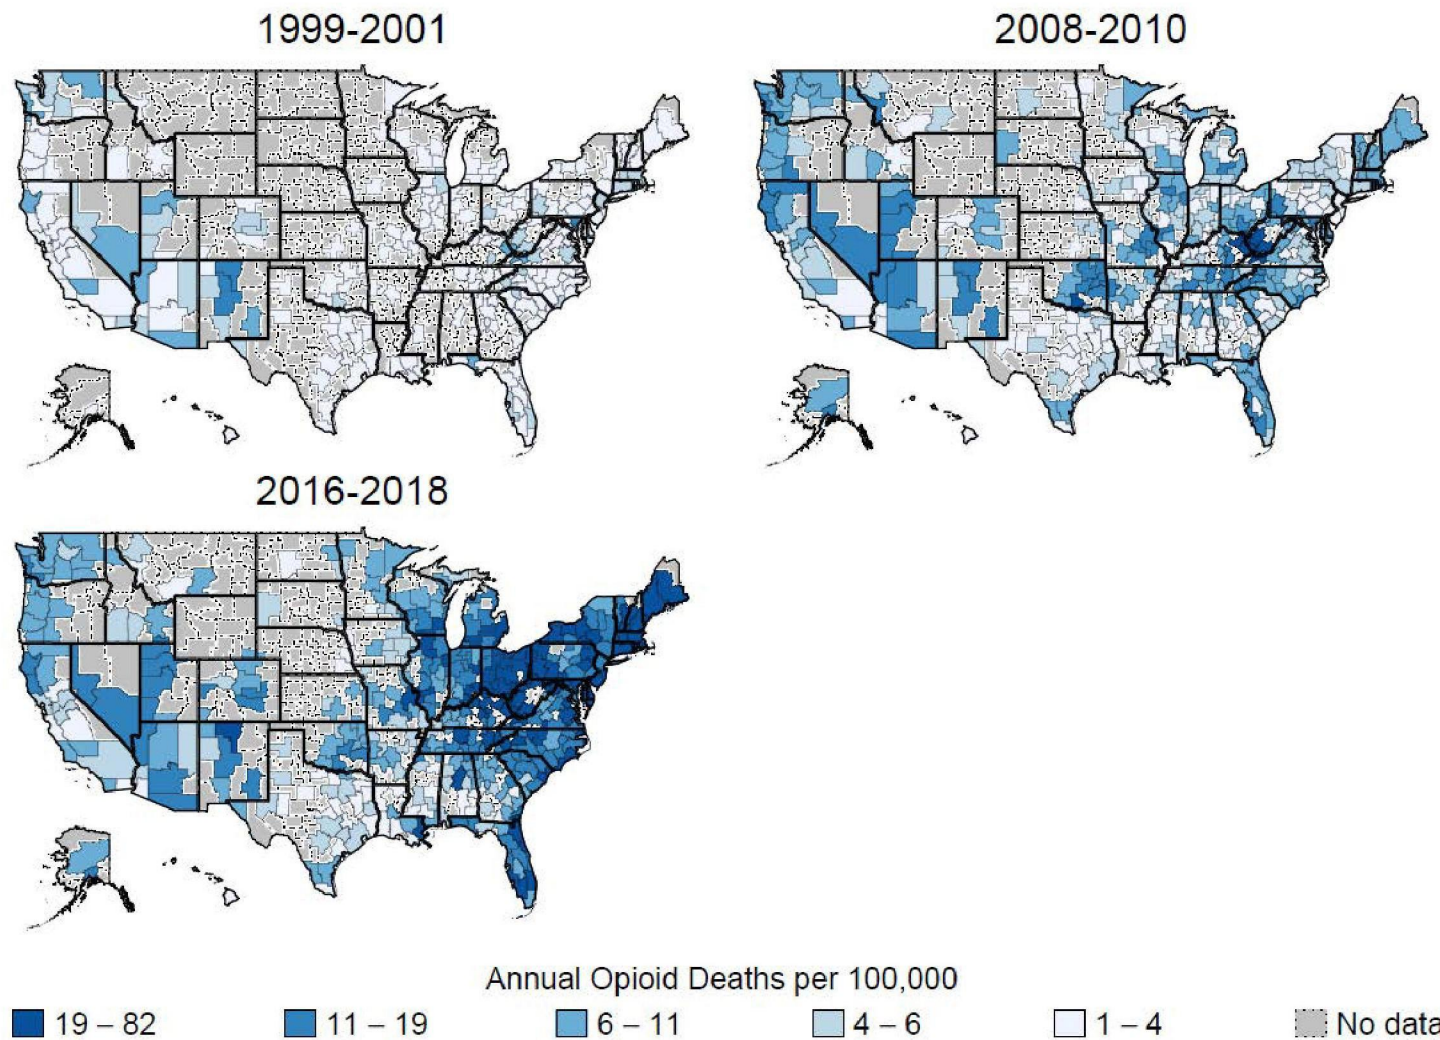 1999-2001
2008-2010
2016-2018
Annual Opioid Deaths per 100,000
19 – 82
11 – 19
6 – 11
4 – 6
1 – 4
No data